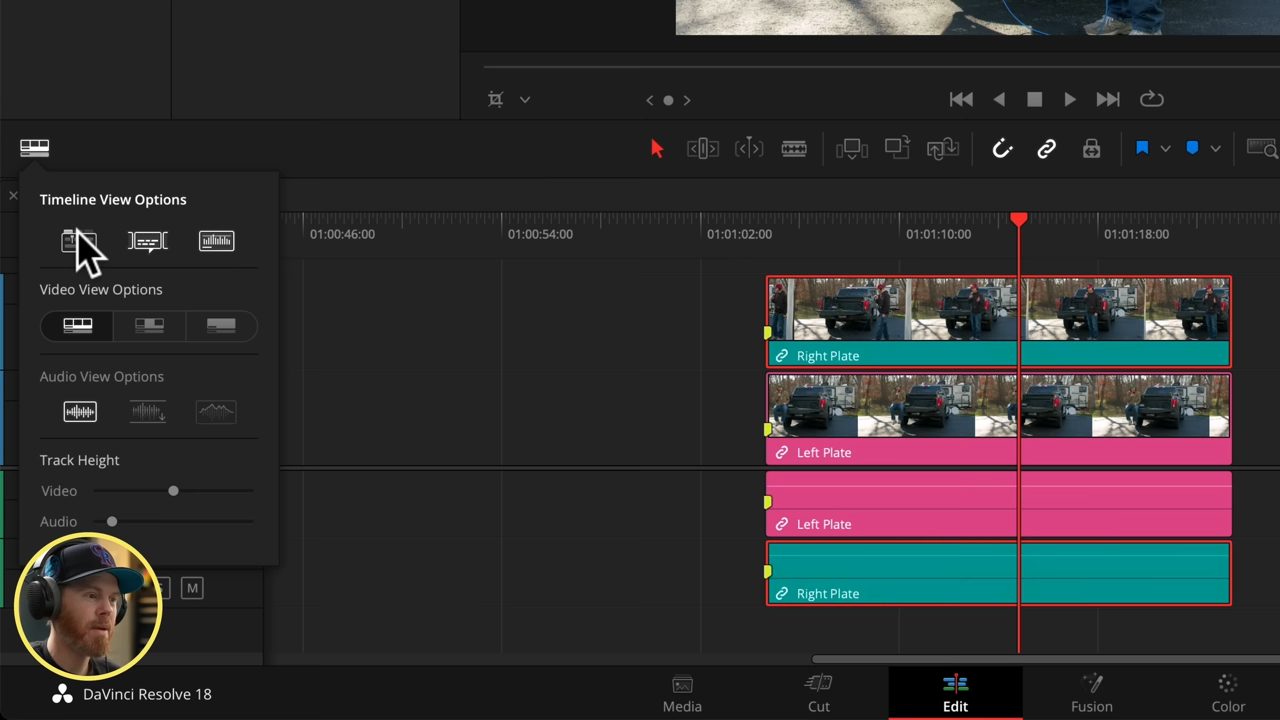 Timeline View Options
01:00:46:00
01:00:54:00
01:01:02:00
01:01:10:00
01:01:18:00
Video View Options
Right Plate
Audio View Options
Left Plate
Track Height
Video
Audio
Left Plate
M
Right Plate
DaVinci Resolve 18
Media
Cut
Edit
Fusion
Color